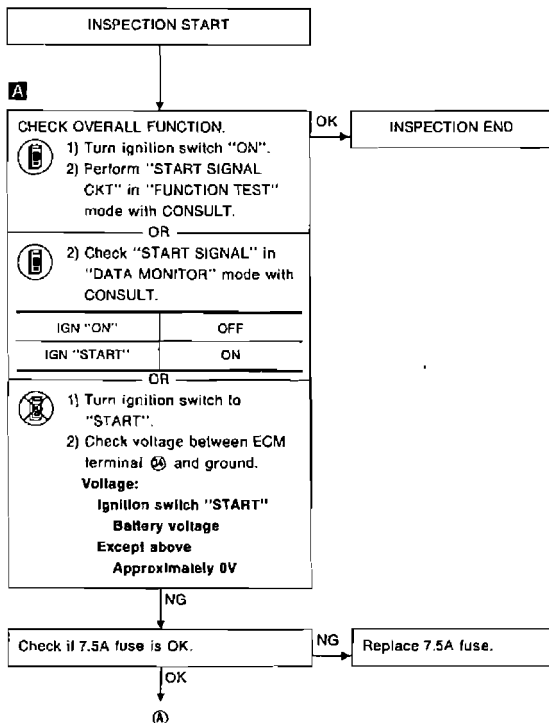 INSPECTION START
A
CHECK OVERALL FUNCTION.
1) Turn ignition switch "ON".
2) Perform "START SIGNAL
CKT" in "FUNCTION TEST"
mode with CONSULT.
OR
2) Check "START SIGNAL" in
"DATA MONITOR" mode with
CONSULT.
IGN "ON" OFF
IGN "START" ON
OR
1) Turn ignition switch to
"START".
2) Check voltage between ECM
terminal 34 and ground.
Voltage:
Ignition switch "START"
Battery voltage
Except above
Approximately 0V
OK
INSPECTION END
NG
Check if 7.5A fuse is OK.
NG
Replace 7.5A fuse.
OK
A